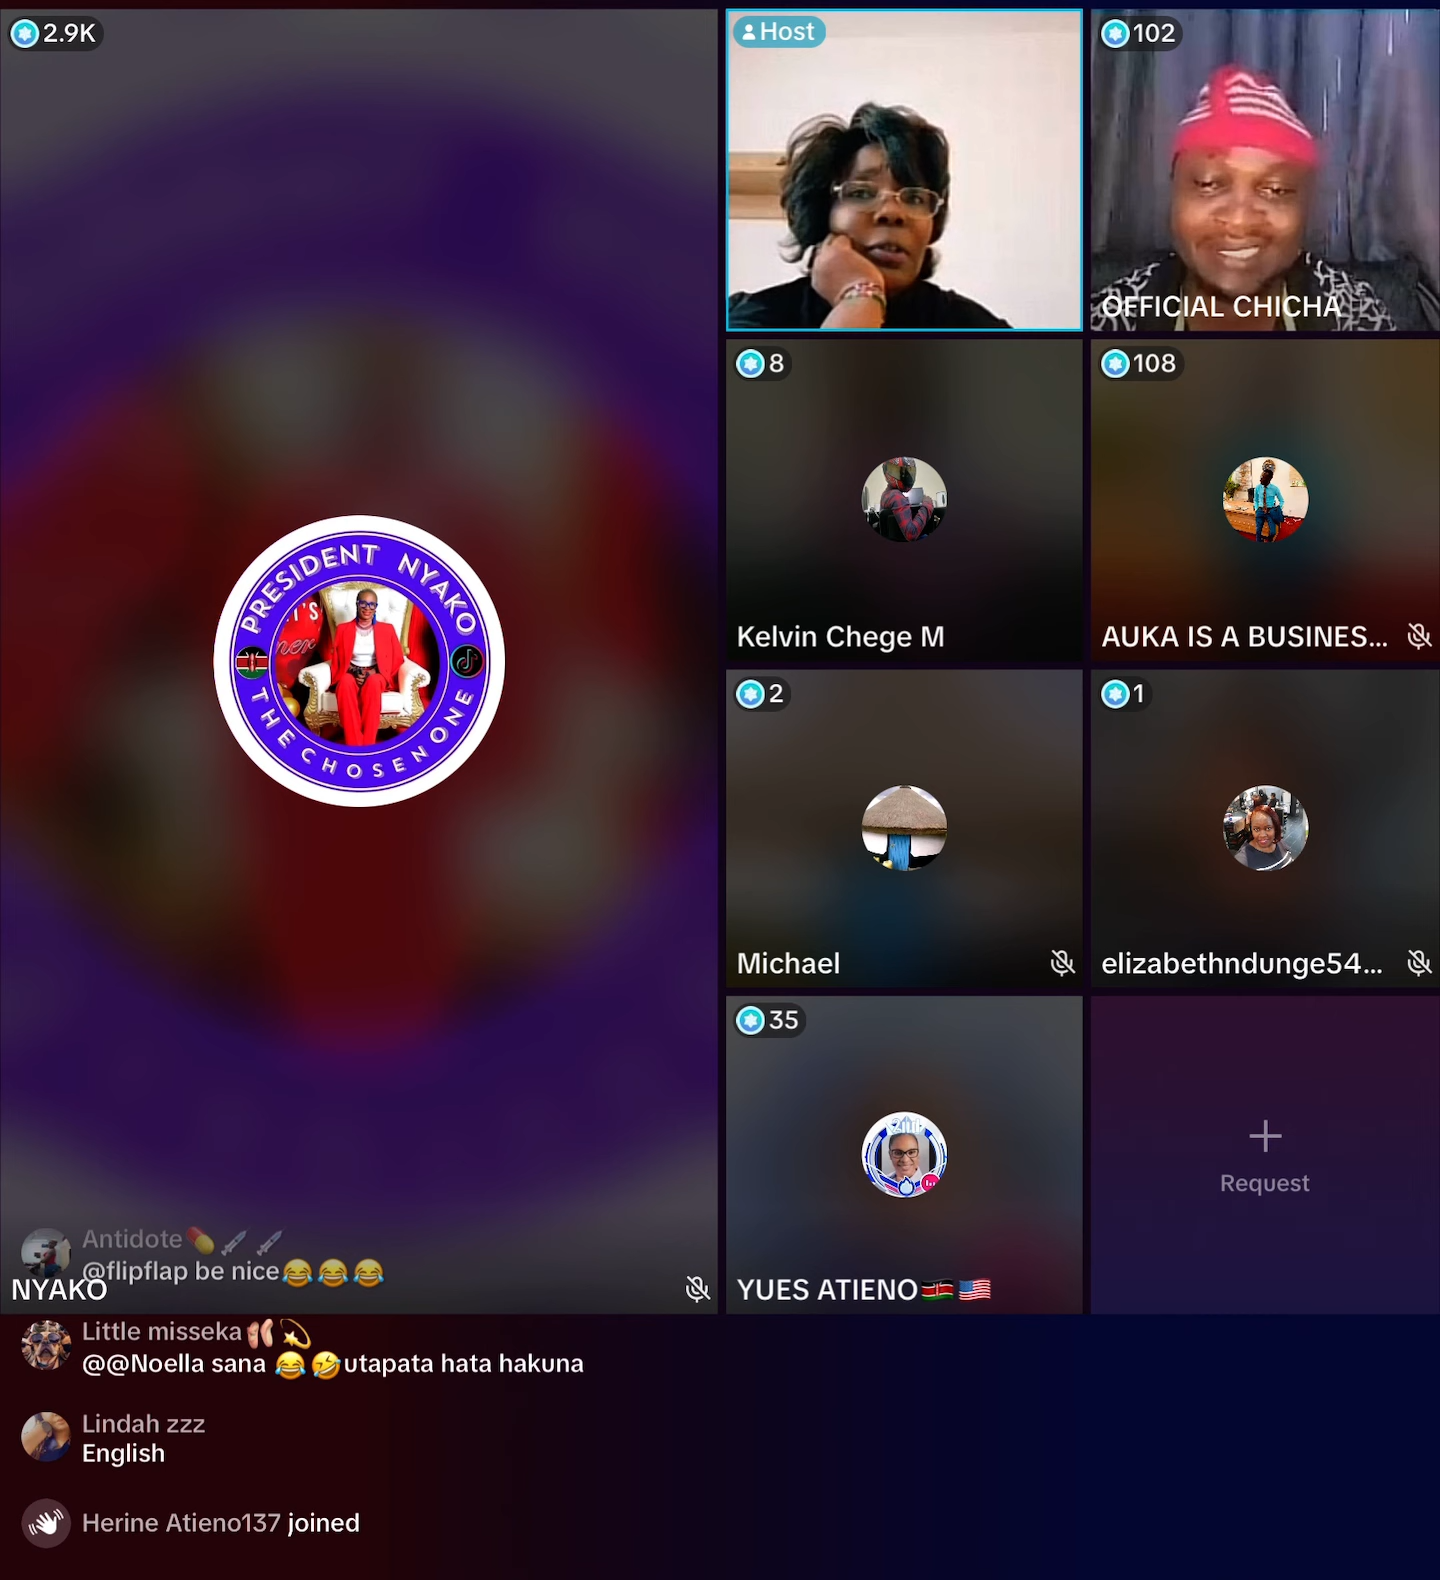 2.9K
Host
102
OFFICIAL CHICHA
8
108
Kelvin Chege M
AUKA IS A BUSINES...
PRESIDENT NYAKO
THE CHOSEN ONE
2
1
Michael
elizabethndunge54...
35
Request
YUES ATIENO🇰🇪🇺🇸
Antidote💊💉💉
@flipflap be nice😂😂😂
NYAKO
Little misseka🩰💫
@@Noella sana 😂🤣utapata hata hakuna
Lindah zzz
English
Herine Atieno137 joined